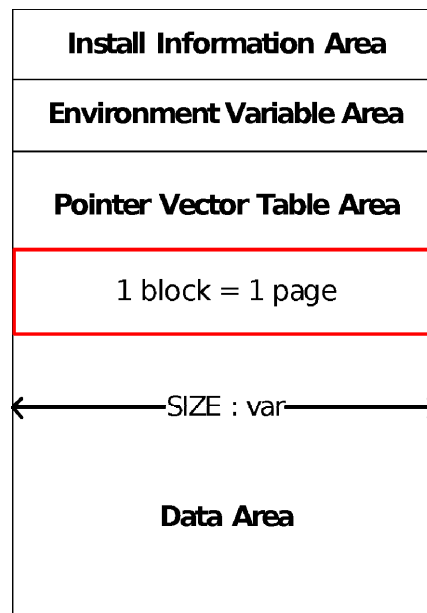 Install Information Area
Environment Variable Area
Pointer Vector Table Area
1 block = 1 page
SIZE : var
Data Area